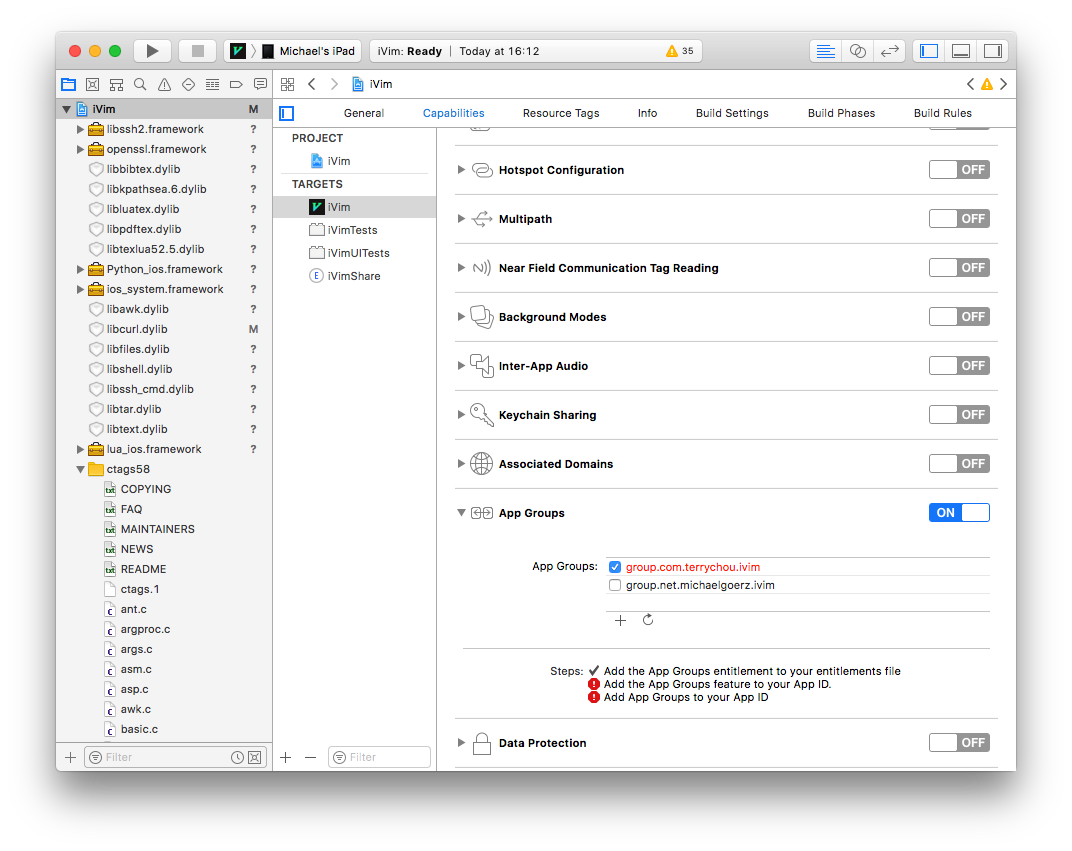 Michael's iPad
iVim: Ready | Today at 16:12
35
iVim
iVim M
libssh2.framework ?
openssl.framework ?
libbibtex.dylib ?
libkpathsea.6.dylib ?
libluatex.dylib ?
libpdftex.dylib ?
libtexlua52.5.dylib ?
Python_ios.framework ?
ios_system.framework ?
libawk.dylib ?
libcurl.dylib M
libfiles.dylib ?
libshell.dylib ?
libssh_cmd.dylib ?
libtar.dylib ?
libtext.dylib ?
lua_ios.framework ?
ctags58
txt COPYING
txt FAQ
txt MAINTAINERS
txt NEWS
txt README
ctags.1
c ant.c
c argproc.c
c args.c
c asm.c
c asp.c
c awk.c
c basic.c
Filter
General Capabilities Resource Tags Info Build Settings Build Phases Build Rules
PROJECT
iVim
TARGETS
iVim
iVimTests
iVimUITests
E iVimShare
Filter
Hotspot Configuration OFF
Multipath OFF
Near Field Communication Tag Reading OFF
Background Modes OFF
Inter-App Audio OFF
Keychain Sharing OFF
Associated Domains OFF
App Groups ON
App Groups: group.com.terrychou.ivim
group.net.michaelgoerz.ivim
Steps: Add the App Groups entitlement to your entitlements file
Add the App Groups feature to your App ID.
Add App Groups to your App ID
Data Protection OFF